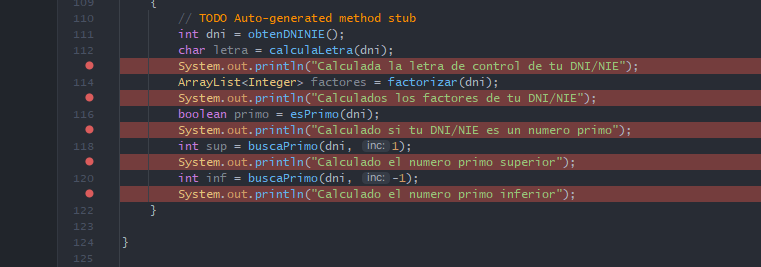 109 {
110 // TODO Auto-generated method stub
111 int dni = obtenDNINIE();
112 char letra = calculaLetra(dni);
System.out.println("Calculada la letra de control de tu DNI/NIE");
114 ArrayList<Integer> factores = factorizar(dni);
System.out.println("Calculados los factores de tu DNI/NIE");
116 boolean primo = esPrimo(dni);
System.out.println("Calculado si tu DNI/NIE es un numero primo");
118 int sup = buscaPrimo(dni, inc: 1);
System.out.println("Calculado el numero primo superior");
120 int inf = buscaPrimo(dni, inc: -1);
System.out.println("Calculado el numero primo inferior");
122 }
123
124 }
125